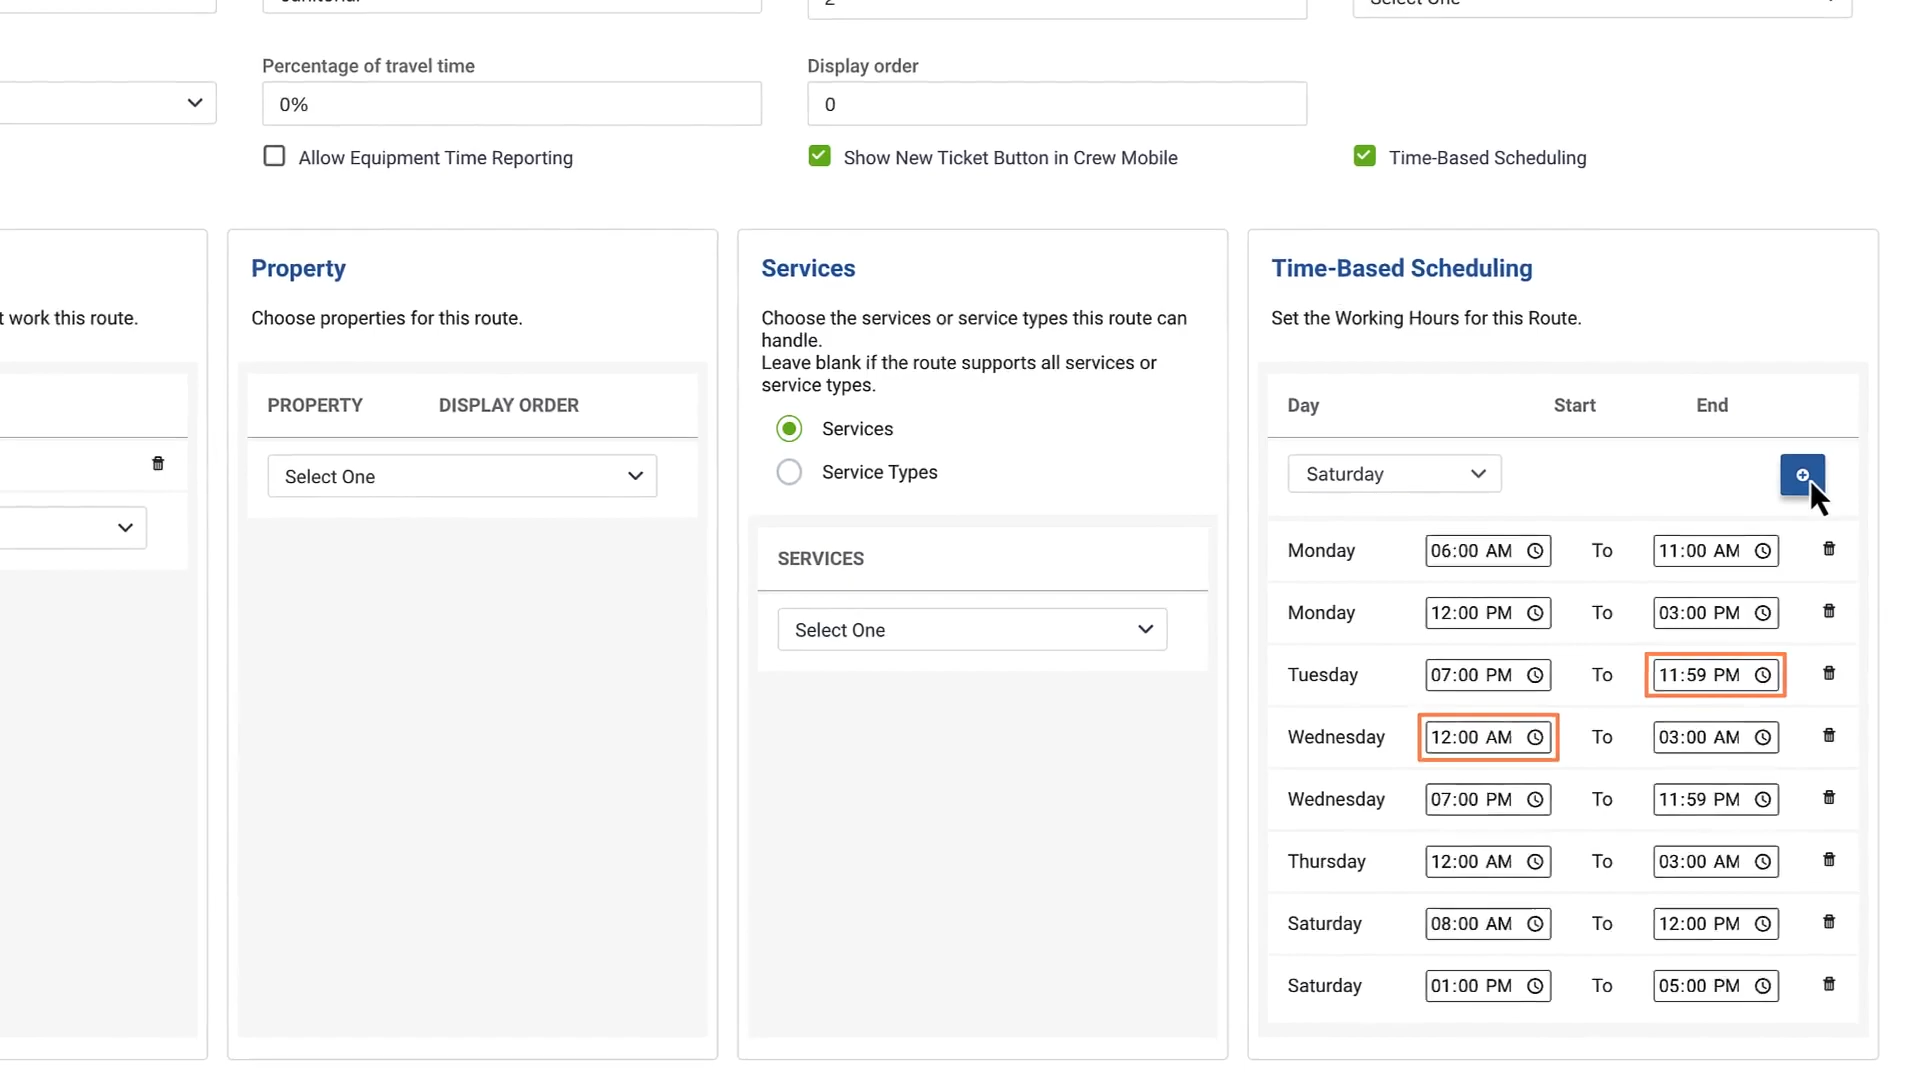 2
Select One
Percentage of travel time
Display order
0%
0
Allow Equipment Time Reporting
Show New Ticket Button in Crew Mobile
Time-Based Scheduling
t work this route.
Property
Choose properties for this route.
PROPERTY DISPLAY ORDER
Select One
Services
Choose the services or service types this route can
handle.
Leave blank if the route supports all services or
service types.
Services
Service Types
SERVICES
Select One
Time-Based Scheduling
Set the Working Hours for this Route.
Day Start End
Saturday
Monday 06:00 AM To 11:00 AM
Monday 12:00 PM To 03:00 PM
Tuesday 07:00 PM To 11:59 PM
Wednesday 12:00 AM To 03:00 AM
Wednesday 07:00 PM To 11:59 PM
Thursday 12:00 AM To 03:00 AM
Saturday 08:00 AM To 12:00 PM
Saturday 01:00 PM To 05:00 PM